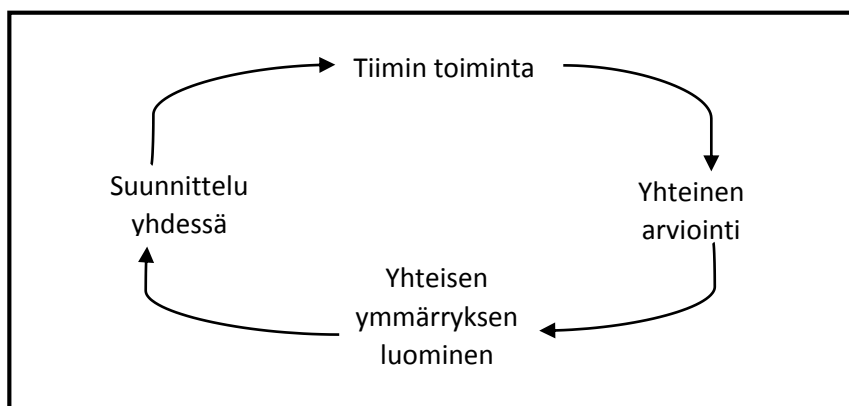 Tiimin toiminta
Suunnittelu
yhdessä
Yhteinen
arviointi
Yhteisen
ymmärryksen
luominen